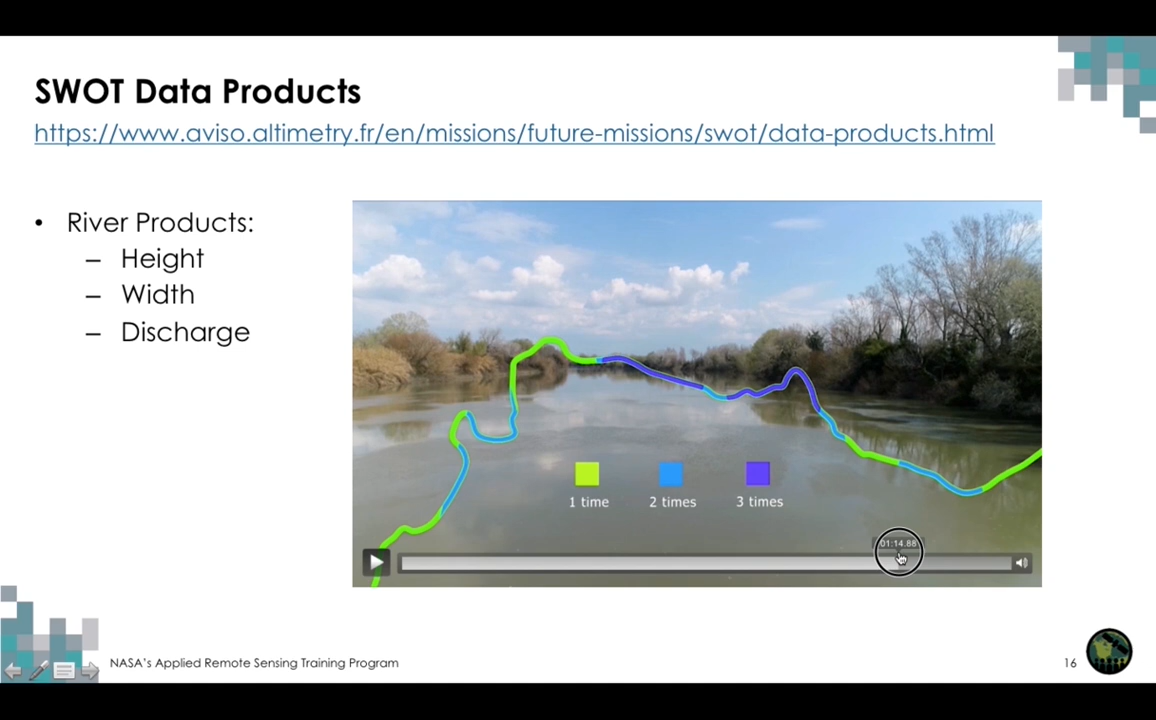 SWOT Data Products
https://www.aviso.altimetry.fr/en/missions/future-missions/swot/data-products.html
• River Products:
– Height
– Width
– Discharge
1 time
2 times
3 times
01:14.88
NASA's Applied Remote Sensing Training Program
16